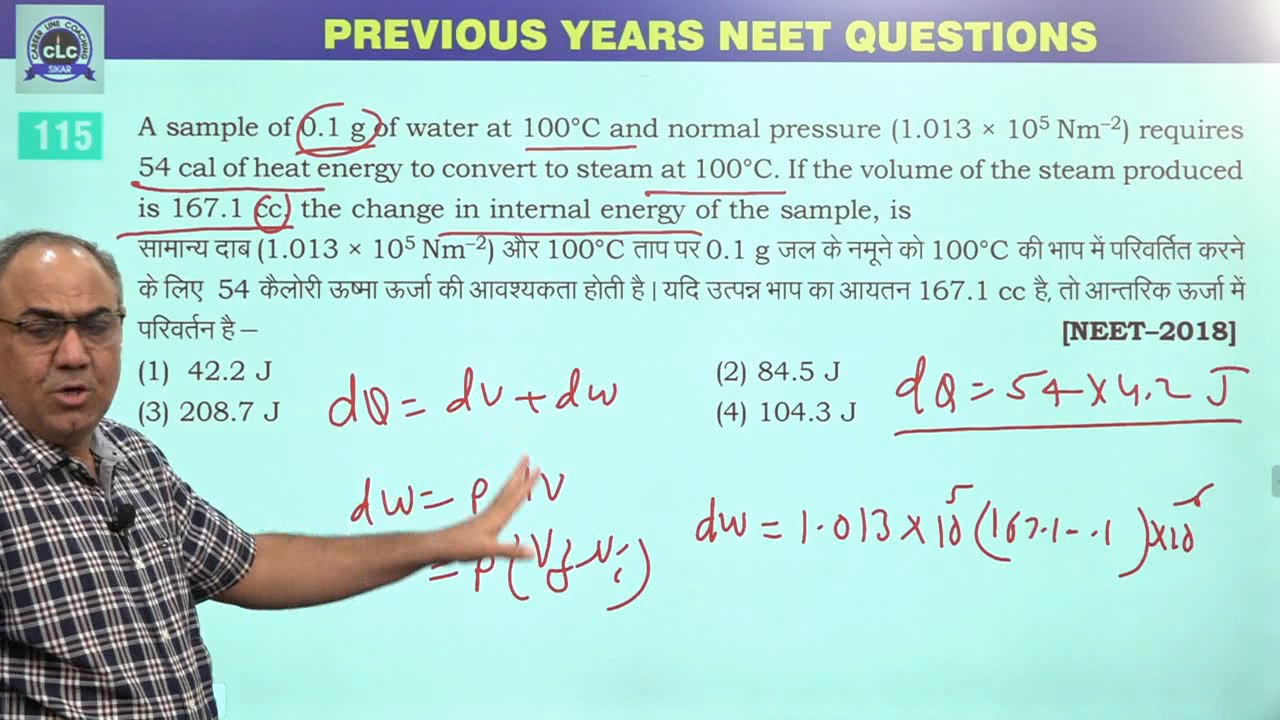 PREVIOUS YEARS NEET QUESTIONS
CAREER LINE COACHING
CLC
SIKAR
115
A sample of 0.1 g of water at 100°C and normal pressure (1.013 × 10⁵ Nm⁻²) requires
54 cal of heat energy to convert to steam at 100°C. If the volume of the steam produced
is 167.1 cc, the change in internal energy of the sample, is
सामान्य दाब (1.013 × 10⁵ Nm⁻²) और 100°C ताप पर 0.1 g जल के नमूने को 100°C की भाप में परिवर्तित करने
के लिए 54 कैलोरी ऊष्मा ऊर्जा की आवश्यकता होती है। यदि उत्पन्न भाप का आयतन 167.1 cc है, तो आन्तरिक ऊर्जा में
परिवर्तन है–
[NEET–2018]
(1) 42.2 J
(2) 84.5 J
(3) 208.7 J
(4) 104.3 J
dQ = dv + dw
dQ = 54 × 4.2 J
dw = P dv
= P (Vf - Vi)
dw = 1.013 × 10⁵ (167.1 - .1) × 10⁻⁶